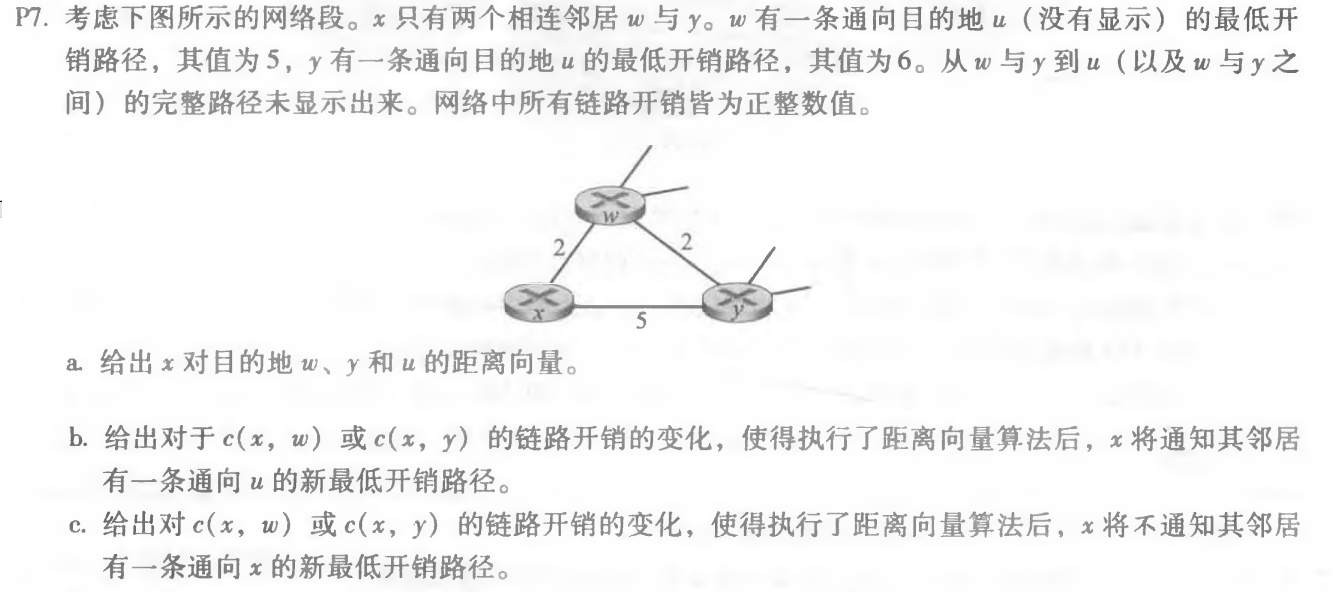 P7. 考虑下图所示的网络段。x 只有两个相连邻居 w 与 y。w 有一条通向目的地 u（没有显示）的最低开
销路径，其值为5，y 有一条通向目的地 u 的最低开销路径，其值为6。从 w 与 y 到 u（以及 w 与 y 之
间）的完整路径未显示出来。网络中所有链路开销皆为正整数值。
w
2
2
x
y
5
a. 给出 x 对目的地 w、y 和 u 的距离向量。
b. 给出对于 c(x, w) 或 c(x, y) 的链路开销的变化，使得执行了距离向量算法后，x 将通知其邻居
有一条通向 u 的新最低开销路径。
c. 给出对 c(x, w) 或 c(x, y) 的链路开销的变化，使得执行了距离向量算法后，x 将不通知其邻居
有一条通向 x 的新最低开销路径。